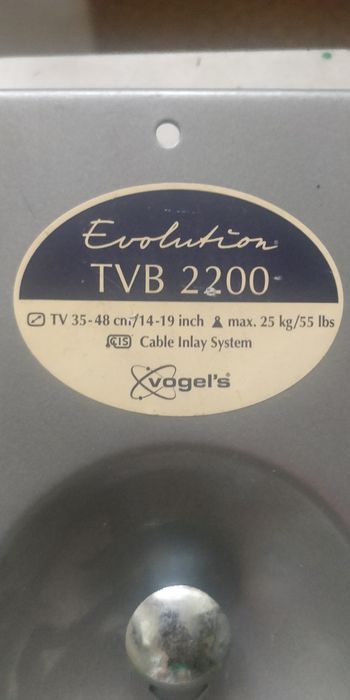 Evolution
TVB 2200
TV 35-48 cm/14-19 inch max. 25 kg/55 lbs
CIS Cable Inlay System
vogel's®